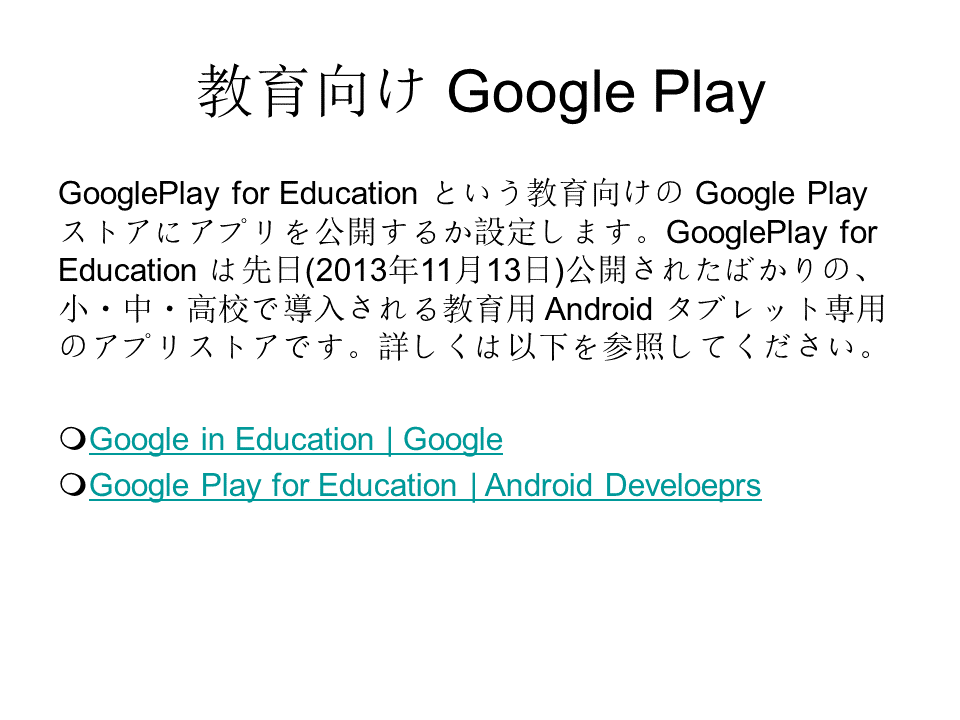 教育向け Google Play
GooglePlay for Education という教育向けの Google Play
ストアにアプリを公開するか設定します。GooglePlay for
Education は先日(2013年11月13日)公開されたばかりの、
小・中・高校で導入される教育用 Android タブレット専用
のアプリストアです。詳しくは以下を参照してください。
❍Google in Education | Google
❍Google Play for Education | Android Develoeprs